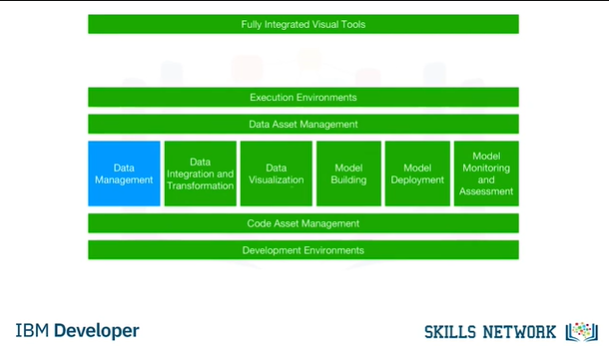 Fully Integrated Visual Tools
Execution Environments
Data Asset Management
Data
Management
Data
Integration and
Transformation
Data
Visualization
Model
Building
Model
Deployment
Model
Monitoring
and
Assessment
Code Asset Management
Development Environments
IBM Developer
SKILLS NETWORK